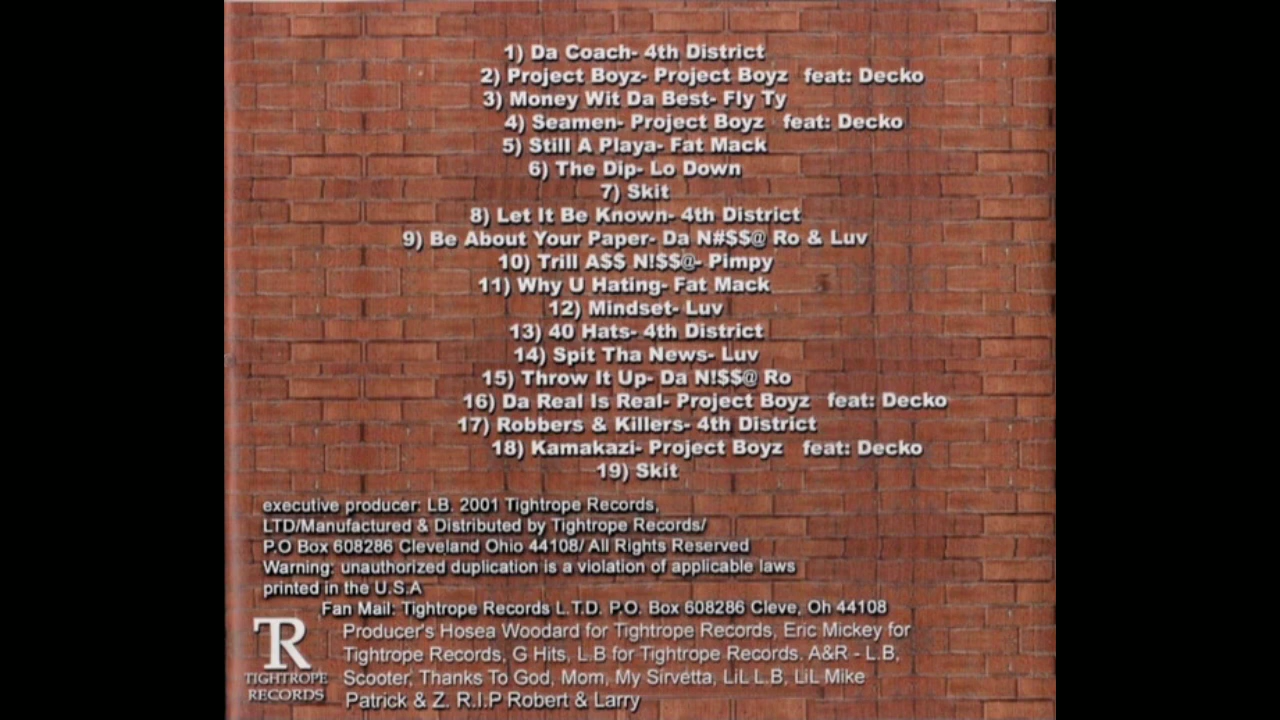 1) Da Coach- 4th District
2) Project Boyz- Project Boyz feat: Decko
3) Money Wit Da Best- Fly Ty
4) Seamen- Project Boyz feat: Decko
5) Still A Playa- Fat Mack
6) The Dip- Lo Down
7) Skit
8) Let It Be Known- 4th District
9) Be About Your Paper- Da N#$$@ Ro & Luv
10) Trill A$$ N!$$@- Pimpy
11) Why U Hating- Fat Mack
12) Mindset- Luv
13) 40 Hats- 4th District
14) Spit Tha News- Luv
15) Throw It Up- Da N!$$@ Ro
16) Da Real Is Real- Project Boyz feat: Decko
17) Robbers & Killers- 4th District
18) Kamakazi- Project Boyz feat: Decko
19) Skit
executive producer: LB. 2001 Tightrope Records,
LTD/Manufactured & Distributed by Tightrope Records/
P.O Box 608286 Cleveland Ohio 44108/ All Rights Reserved
Warning: unauthorized duplication is a violation of applicable laws
printed in the U.S.A
Fan Mail: Tightrope Records L.T.D. P.O. Box 608286 Cleve, Oh 44108
Producer's Hosea Woodard for Tightrope Records, Eric Mickey for
Tightrope Records, G Hits, L.B for Tightrope Records. A&R - L.B,
Scooter, Thanks To God, Mom, My Sirvetta, LiL L.B, LiL Mike
Patrick & Z. R.I.P Robert & Larry
TR
TIGHTROPE
RECORDS